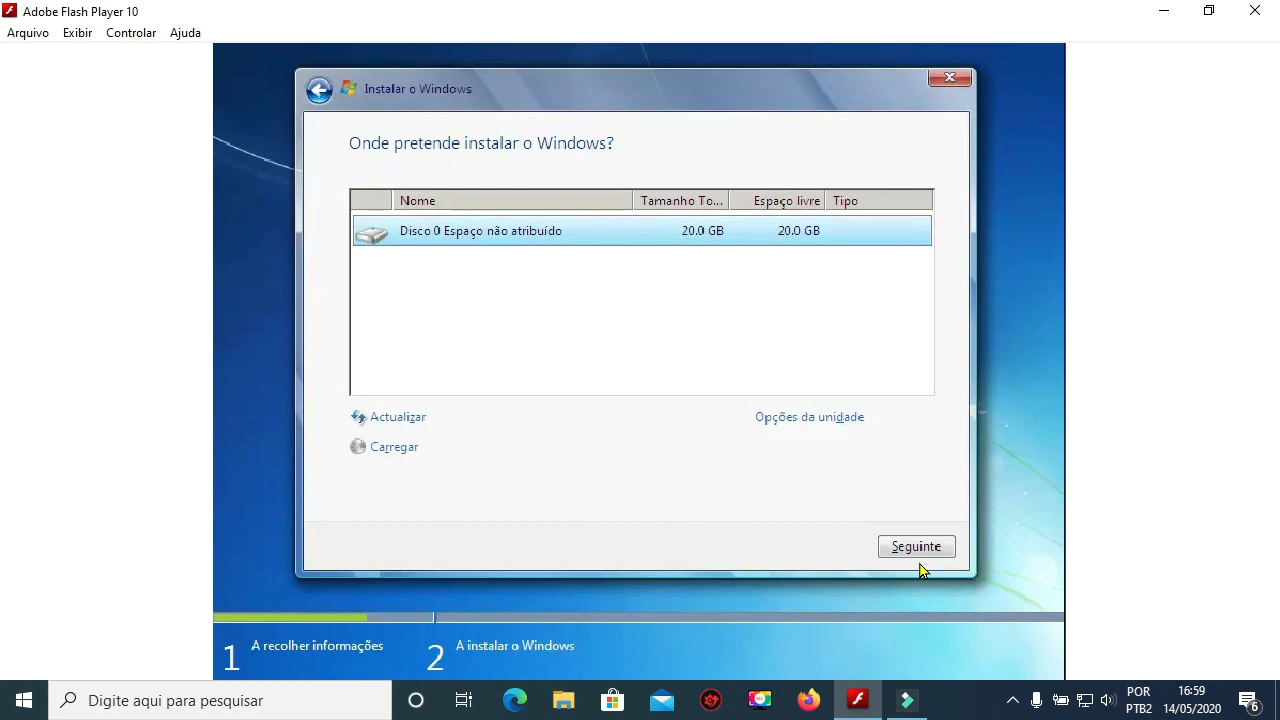 Adobe Flash Player 10
Arquivo Exibir Controlar Ajuda
Instalar o Windows
Onde pretende instalar o Windows?
Nome Tamanho To... Espaço livre Tipo
Disco 0 Espaço não atribuído 20.0 GB 20.0 GB
Actualizar Opções da unidade
Carregar
Seguinte
1 A recolher informações 2 A instalar o Windows
Digite aqui para pesquisar
POR 16:59
PTB2 14/05/2020 6